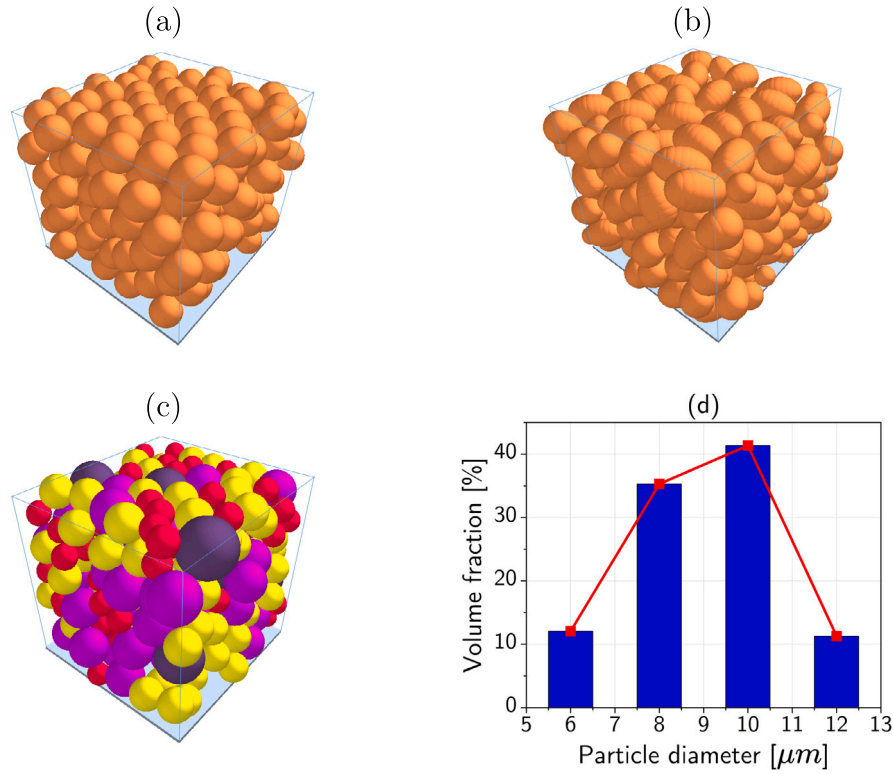 (a)
(b)
(c)
(d)
Volume fraction [%]
40
30
20
10
0
5 6 7 8 9 10 11 12 13
Particle diameter [μm]